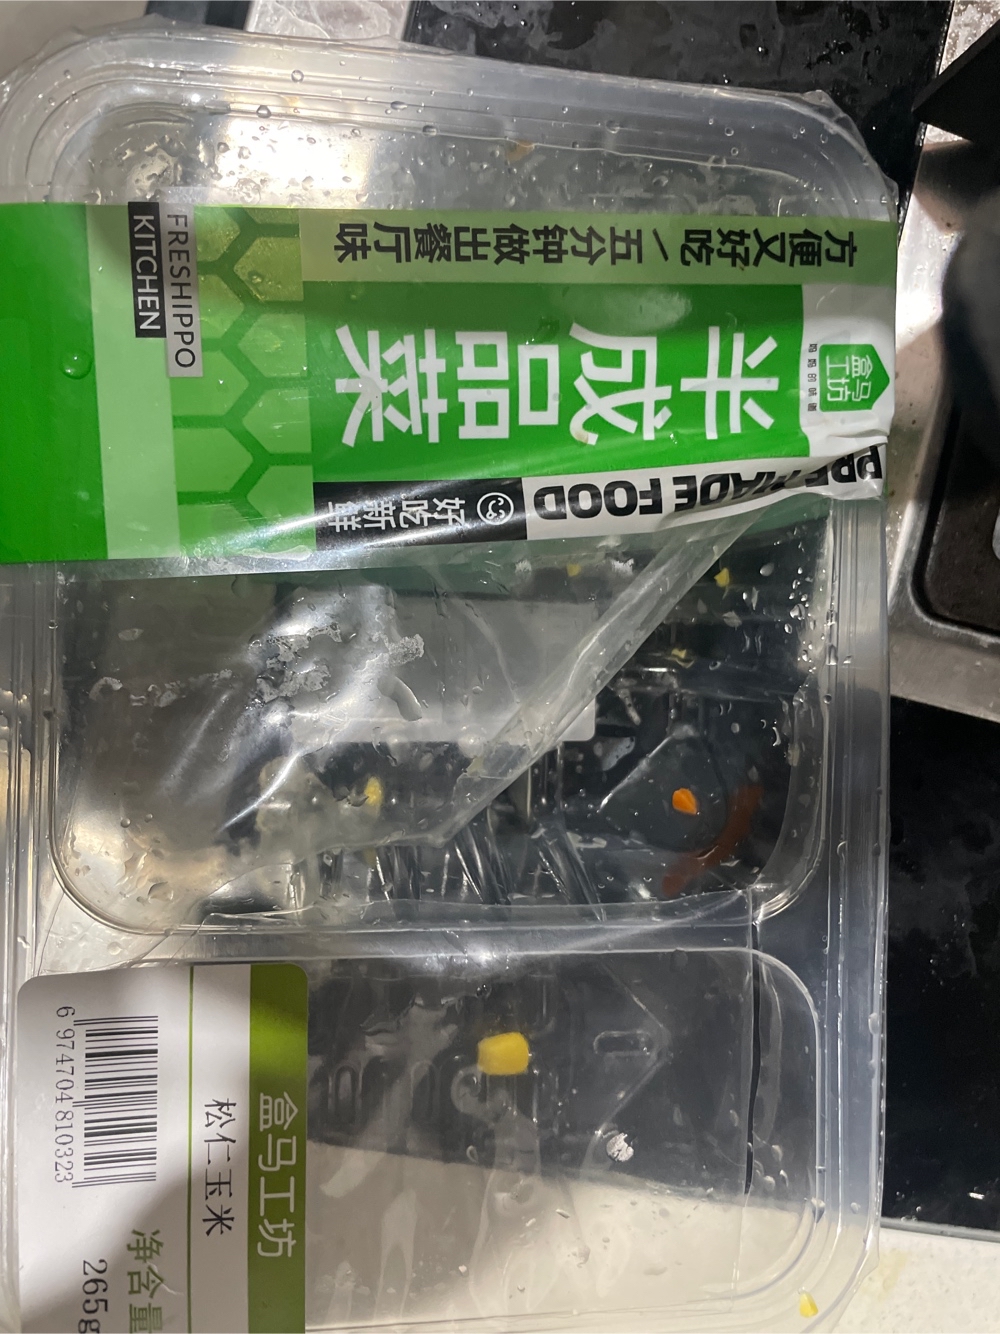 方便又好吃/五分钟做出餐厅味
盒马
工坊
半成品菜
PREMADE FOOD
好吃新鲜
FRESHIPPO
KITCHEN
盒马工坊
松仁玉米
净含量
265g
6 974704 810323